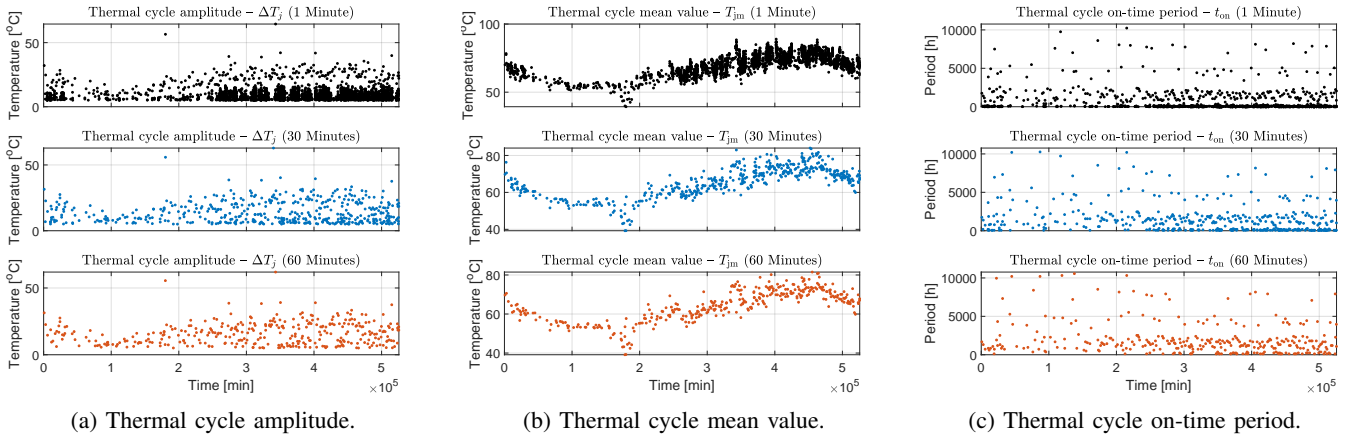 Thermal cycle amplitude – ΔTj (1 Minute)
Temperature [°C]
50
0
Thermal cycle amplitude – ΔTj (30 Minutes)
Temperature [°C]
50
0
Thermal cycle amplitude – ΔTj (60 Minutes)
Temperature [°C]
50
0
0 1 2 3 4 5
Time [min]
×10^5
(a) Thermal cycle amplitude.
Thermal cycle mean value – Tjm (1 Minute)
Temperature [°C]
100
50
Thermal cycle mean value – Tjm (30 Minutes)
Temperature [°C]
80
60
40
Thermal cycle mean value – Tjm (60 Minutes)
Temperature [°C]
80
60
40
0 1 2 3 4 5
Time [min]
×10^5
(b) Thermal cycle mean value.
Thermal cycle on-time period – ton (1 Minute)
Period [h]
10000
5000
0
Thermal cycle on-time period – ton (30 Minutes)
Period [h]
10000
5000
0
Thermal cycle on-time period – ton (60 Minutes)
Period [h]
10000
5000
0
0 1 2 3 4 5
Time [min]
×10^5
(c) Thermal cycle on-time period.